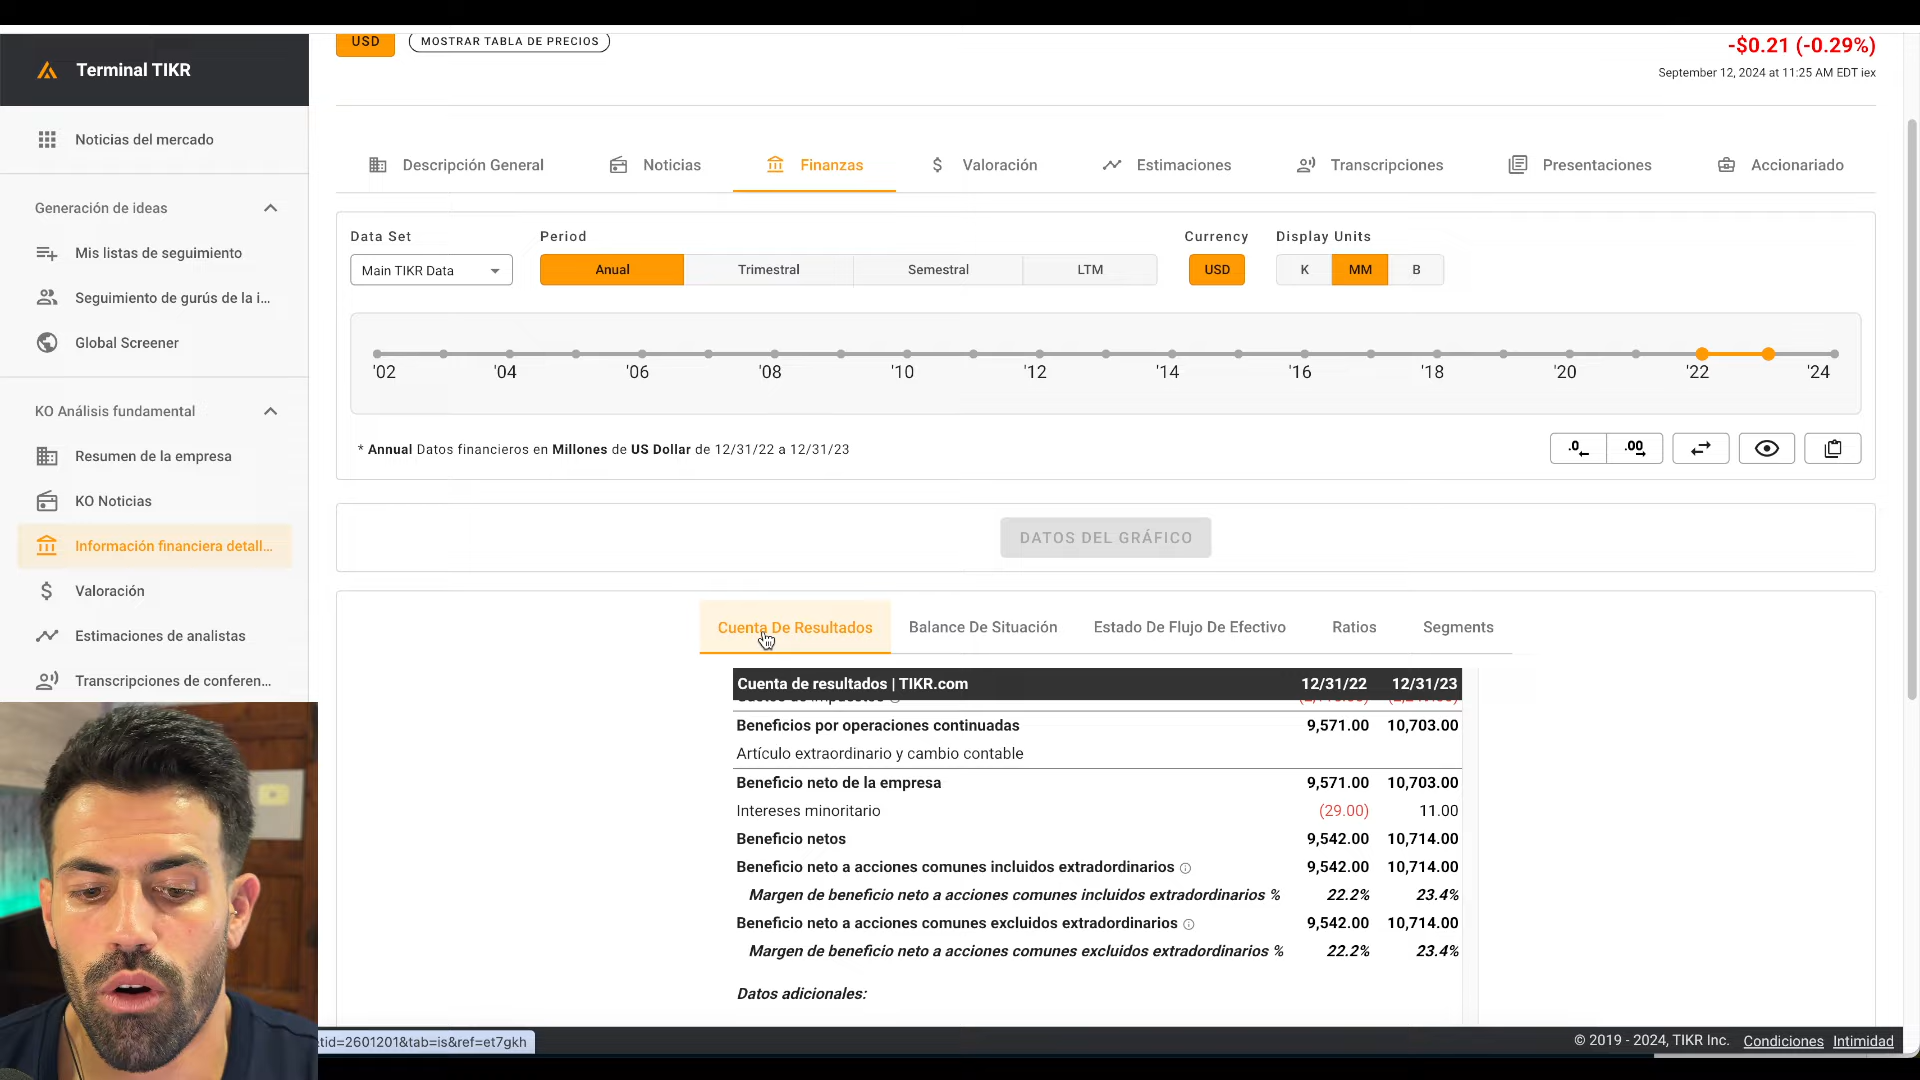 USD
MOSTRAR TABLA DE PRECIOS
-$0.21 (-0.29%)
September 12, 2024 at 11:25 AM EDT iex
Terminal TIKR
Noticias del mercado
Generación de ideas
Mis listas de seguimiento
Seguimiento de gurús de la i...
Global Screener
KO Análisis fundamental
Resumen de la empresa
KO Noticias
Información financiera detall...
Valoración
Estimaciones de analistas
Transcripciones de conferen...
Descripción General
Noticias
Finanzas
Valoración
Estimaciones
Transcripciones
Presentaciones
Accionariado
Data Set
Period
Currency
Display Units
Main TIKR Data
Anual
Trimestral
Semestral
LTM
USD
K
MM
B
'02
'04
'06
'08
'10
'12
'14
'16
'18
'20
'22
'24
* Annual Datos financieros en Millones de US Dollar de 12/31/22 a 12/31/23
.0
.00
DATOS DEL GRÁFICO
Cuenta De Resultados
Balance De Situación
Estado De Flujo De Efectivo
Ratios
Segments
Cuenta de resultados | TIKR.com 12/31/22 12/31/23
Beneficios por operaciones continuadas 9,571.00 10,703.00
Artículo extraordinario y cambio contable
Beneficio neto de la empresa 9,571.00 10,703.00
Intereses minoritario (29.00) 11.00
Beneficio netos 9,542.00 10,714.00
Beneficio neto a acciones comunes incluidos extradordinarios 9,542.00 10,714.00
Margen de beneficio neto a acciones comunes incluidos extradordinarios % 22.2% 23.4%
Beneficio neto a acciones comunes excluidos extradordinarios 9,542.00 10,714.00
Margen de beneficio neto a acciones comunes excluidos extradordinarios % 22.2% 23.4%
Datos adicionales:
tid=2601201&tab=is&ref=et7gkh
© 2019 - 2024, TIKR Inc. Condiciones Intimidad